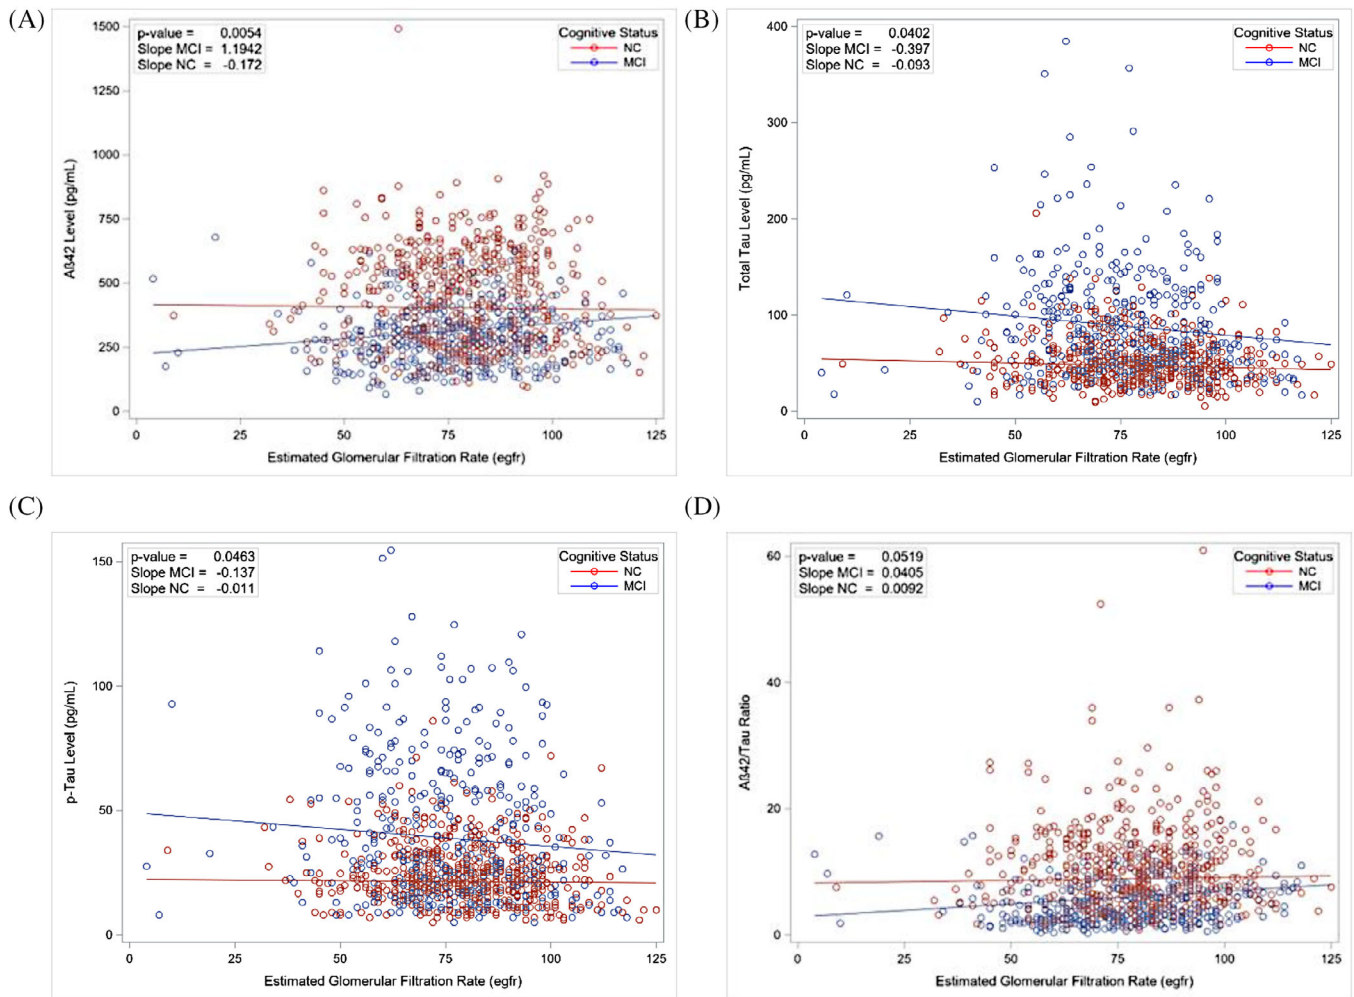 (A)
p-value = 0.0054
Slope MCI = 1.1942
Slope NC = -0.172
Cognitive Status
NC
MCI
1500
1250
1000
750
500
250
0
Aß42 Level (pg/mL)
0 25 50 75 100 125
Estimated Glomerular Filtration Rate (egfr)
(B)
p-value = 0.0402
Slope MCI = -0.397
Slope NC = -0.093
Cognitive Status
NC
MCI
400
300
200
100
0
Total Tau Level (pg/mL)
0 25 50 75 100 125
Estimated Glomerular Filtration Rate (egfr)
(C)
p-value = 0.0463
Slope MCI = -0.137
Slope NC = -0.011
Cognitive Status
NC
MCI
150
100
50
0
p-Tau Level (pg/mL)
0 25 50 75 100 125
Estimated Glomerular Filtration Rate (egfr)
(D)
p-value = 0.0519
Slope MCI = 0.0405
Slope NC = 0.0092
Cognitive Status
NC
MCI
60
40
20
0
Aß42/Tau Ratio
0 25 50 75 100 125
Estimated Glomerular Filtration Rate (egfr)